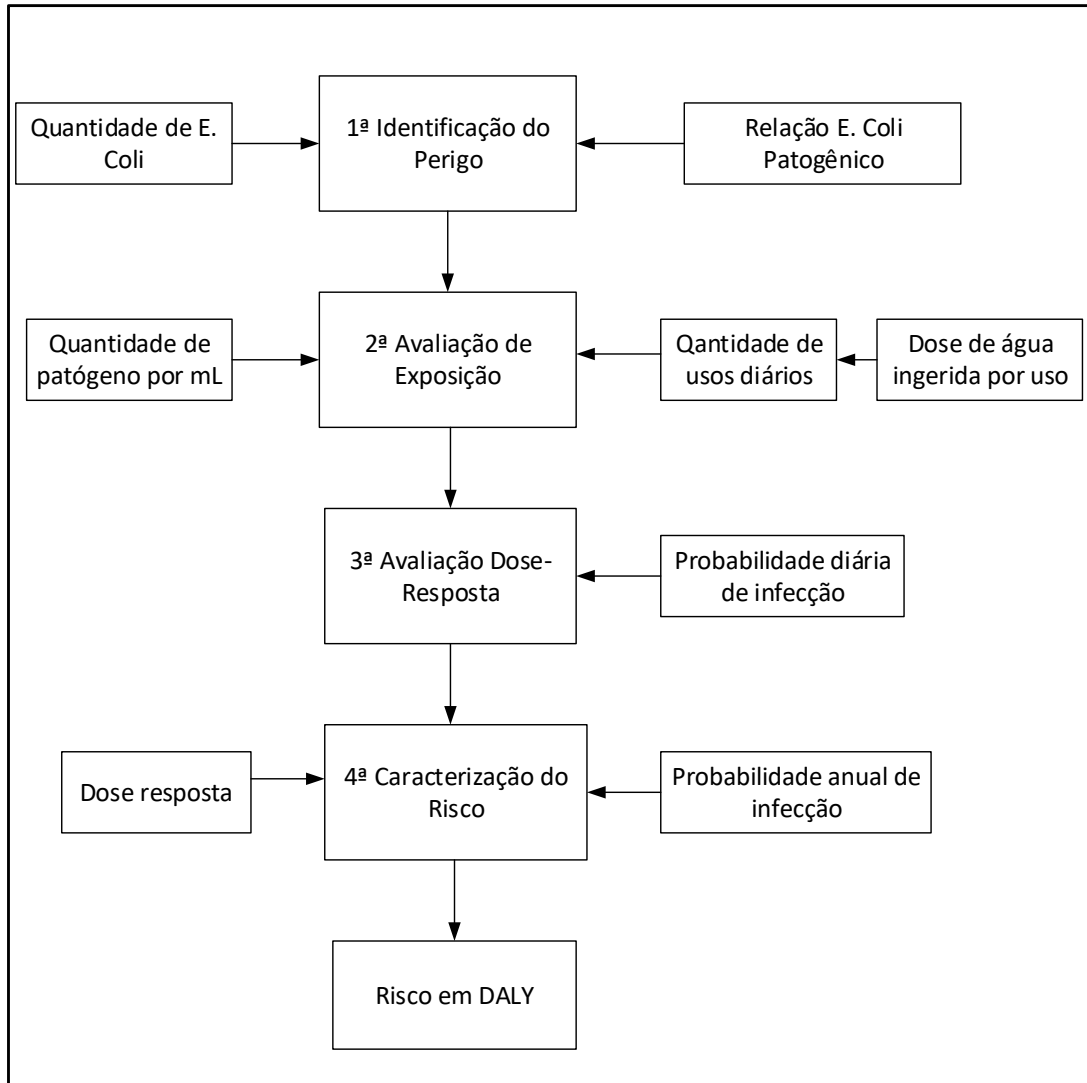 Quantidade de E.
Coli
1ª Identificação do
Perigo
Relação E. Coli
Patogênico
Quantidade de
patógeno por mL
2ª Avaliação de
Exposição
Qantidade de
usos diários
Dose de água
ingerida por uso
3ª Avaliação Dose-
Resposta
Probabilidade diária
de infecção
Dose resposta
4ª Caracterização do
Risco
Probabilidade anual de
infecção
Risco em DALY